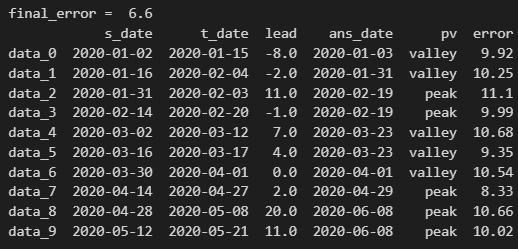 final_error =  6.6
            s_date      t_date  lead    ans_date      pv  error
data_0  2020-01-02  2020-01-15  -8.0  2020-01-03  valley   9.92
data_1  2020-01-16  2020-02-04  -2.0  2020-01-31  valley  10.25
data_2  2020-01-31  2020-02-03  11.0  2020-02-19    peak   11.1
data_3  2020-02-14  2020-02-20  -1.0  2020-02-19    peak   9.99
data_4  2020-03-02  2020-03-12   7.0  2020-03-23  valley  10.68
data_5  2020-03-16  2020-03-17   4.0  2020-03-23  valley   9.35
data_6  2020-03-30  2020-04-01   0.0  2020-04-01  valley  10.54
data_7  2020-04-14  2020-04-27   2.0  2020-04-29    peak   8.33
data_8  2020-04-28  2020-05-08  20.0  2020-06-08    peak  10.66
data_9  2020-05-12  2020-05-21  11.0  2020-06-08    peak  10.02